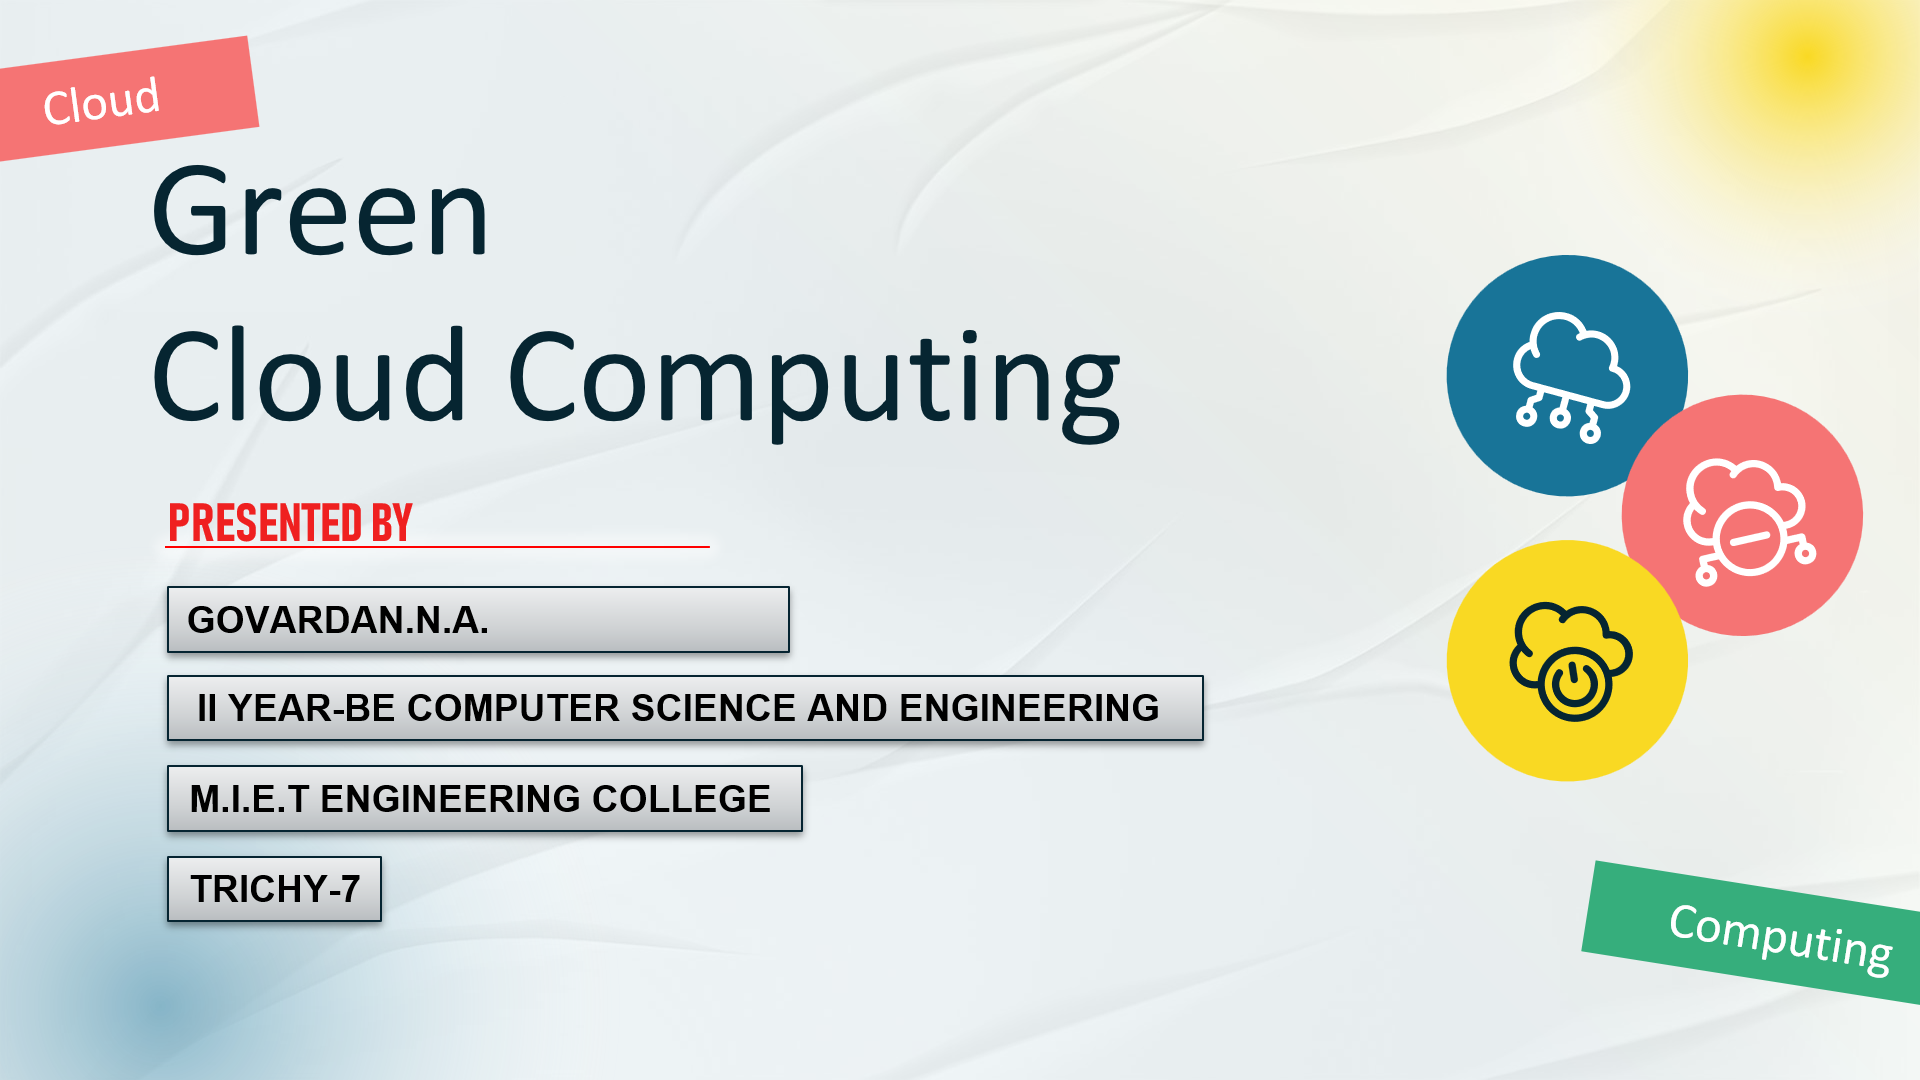 Cloud
Green
Cloud Computing
PRESENTED BY
GOVARDAN.N.A.
II YEAR-BE COMPUTER SCIENCE AND ENGINEERING
M.I.E.T ENGINEERING COLLEGE
TRICHY-7
Computing